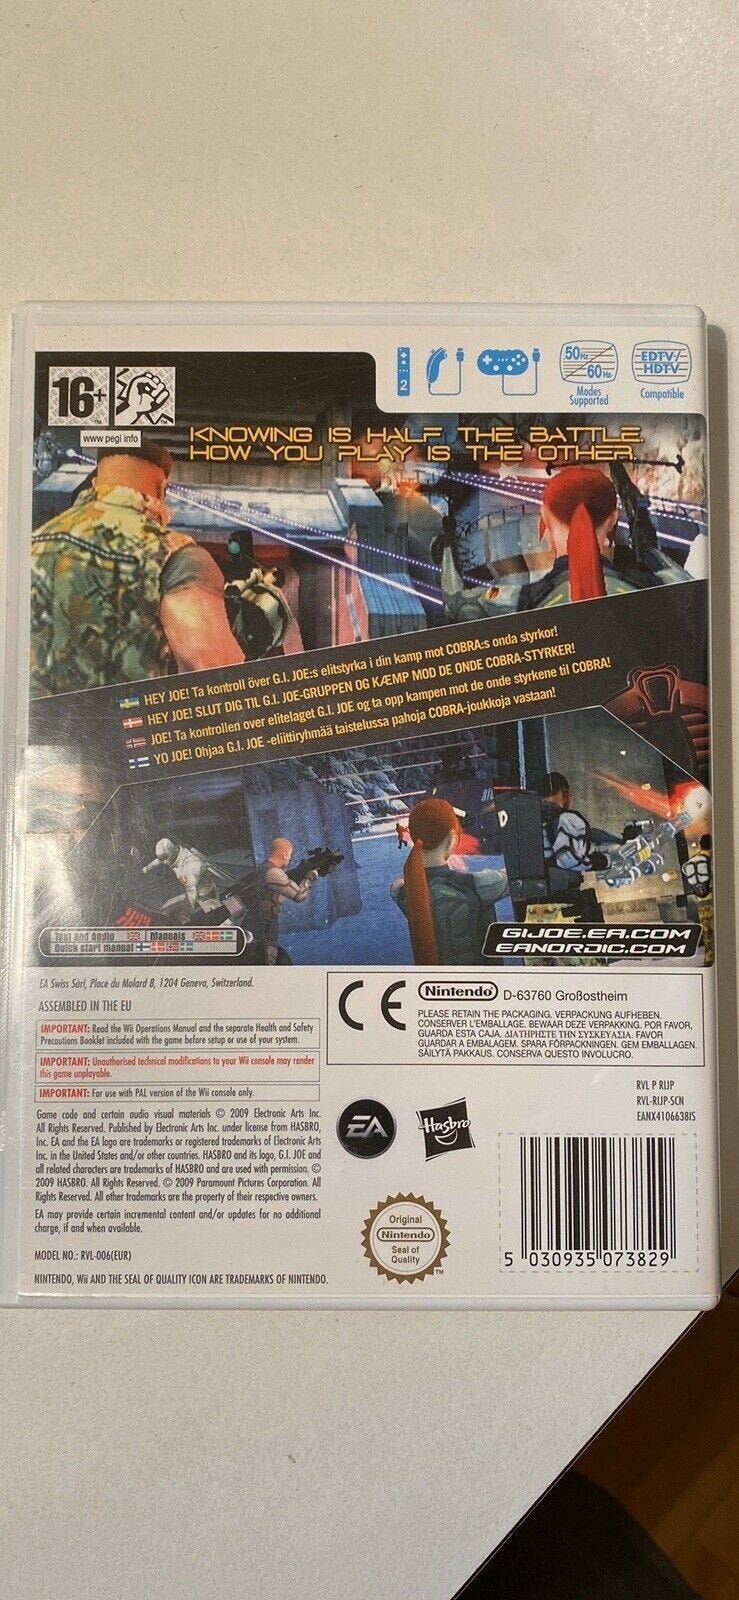 2
50Hz
60Hz
Modes
Supported
EDTV/
HDTV
Compatible
16+
www pegi info
KNOWING IS HALF THE BATTLE.
HOW YOU PLAY IS THE OTHER.
HEY JOE! Ta kontroll över G.I. JOE:s elitstyrka i din kamp mot COBRA:s onda styrkor!
HEY JOE! SLUT DIG TIL G.I. JOE-GRUPPEN OG KÆMP MOD DE ONDE COBRA-STYRKER!
JOE! Ta kontrollen over elitelaget G.I. JOE og ta opp kampen mot de onde styrkene til COBRA!
YO JOE! Ohjaa G.I. JOE -eliittiryhmää taistelussa pahoja COBRA-joukkoja vastaan!
Text and Audio Manuals
Quick start manual
GIJOE.EA.COM
EANORDIC.COM
EA Swiss Sàrl, Place du Molard 8, 1204 Geneva, Switzerland.
ASSEMBLED IN THE EU
IMPORTANT: Read the Wii Operations Manual and the separate Health and Safety
Precautions Booklet included with the game before setup or use of your system.
IMPORTANT: Unauthorised technical modifications to your Wii console may render
this game unplayable.
IMPORTANT: For use with PAL version of the Wii console only.
Game code and certain audio visual materials © 2009 Electronic Arts Inc.
All Rights Reserved. Published by Electronic Arts Inc. under license from HASBRO,
Inc. EA and the EA logo are trademarks or registered trademarks of Electronic Arts
Inc. in the United States and/or other countries. HASBRO and its logo, G.I. JOE and
all related characters are trademarks of HASBRO and are used with permission. ©
2009 HASBRO. All Rights Reserved. © 2009 Paramount Pictures Corporation. All
Rights Reserved. All other trademarks are the property of their respective owners.
EA may provide certain incremental content and/or updates for no additional
charge, if and when available.
MODEL NO.: RVL-006(EUR)
NINTENDO, Wii AND THE SEAL OF QUALITY ICON ARE TRADEMARKS OF NINTENDO.
CE
Nintendo D-63760 Großostheim
PLEASE RETAIN THE PACKAGING. VERPACKUNG AUFHEBEN.
CONSERVER L'EMBALLAGE. BEWAAR DEZE VERPAKKING. POR FAVOR,
GUARDA ESTA CAJA. ΔΙΑΤΗΡΗΣΤΕ ΤΗΝ ΣΥΣΚΕΥΑΣΙΑ. FAVOR
GUARDAR A EMBALAGEM. SPARA FÖRPACKNINGEN. GEM EMBALLAGEN.
SÄILYTÄ PAKKAUS. CONSERVA QUESTO INVOLUCRO.
RVL P RIJP
RVL-RIJP-SCN
EANX4106638IS
EA
Hasbro
Original
Nintendo
Seal of
Quality
TM
5 030935 073829